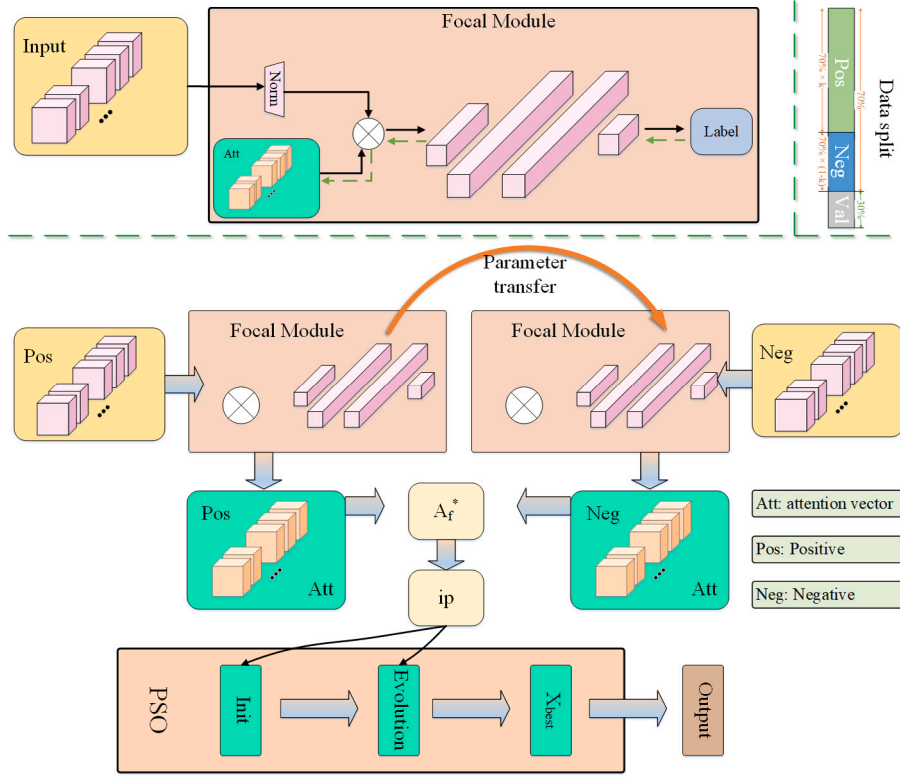 Input
Focal Module
Norm
Att
Label
Pos
Neg
Val
70% × k
70% × (1-k)
70%
30%
Data split
Parameter
transfer
Pos
Focal Module
Focal Module
Neg
Pos
Att
A_f^*
Neg
Att
ip
Att: attention vector
Pos: Positive
Neg: Negative
PSO
Init
Evolution
X_best
Output